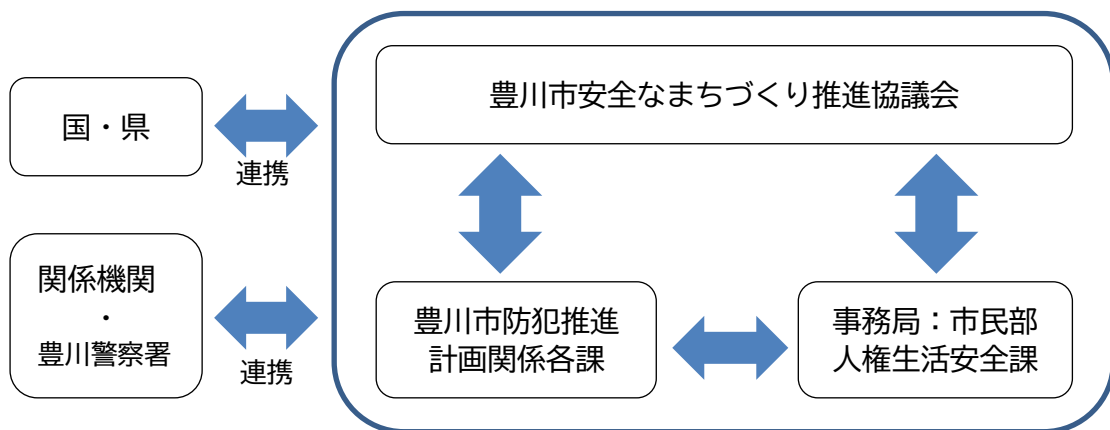 豊川市安全なまちづくり推進協議会
国・県
連携
関係機関
・
豊川警察署
連携
豊川市防犯推進
計画関係各課
事務局：市民部
人権生活安全課